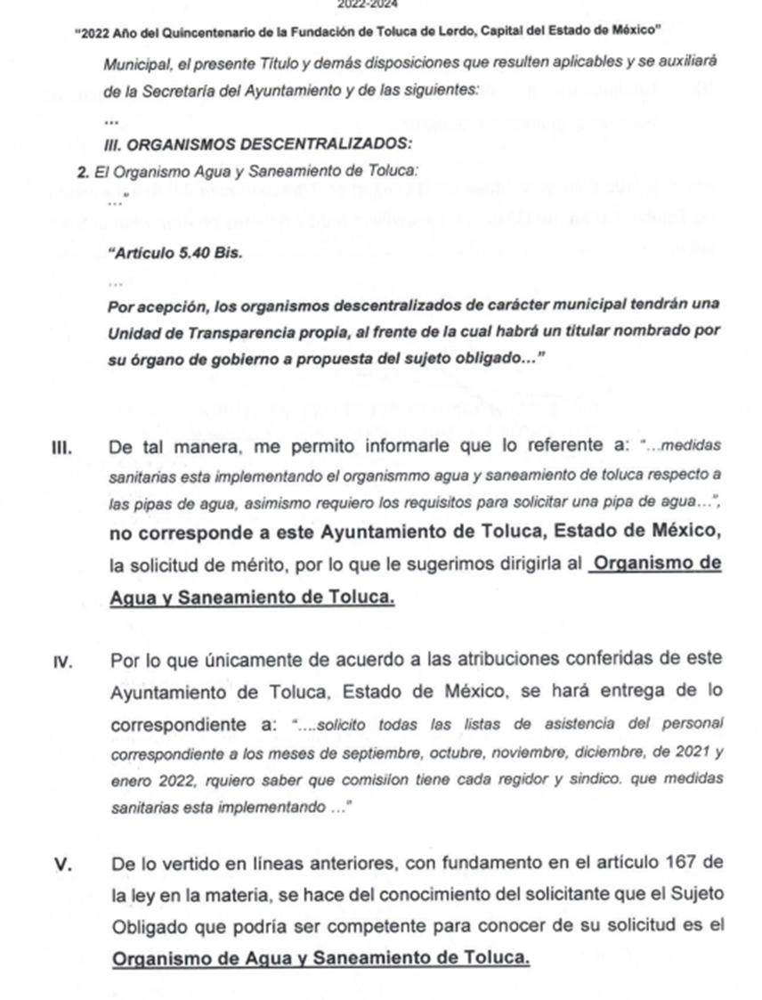 2022-2024
"2022 Año del Quincentenario de la Fundación de Toluca de Lerdo, Capital del Estado de México"
Municipal, el presente Título y demás disposiciones que resulten aplicables y se auxiliará
de la Secretaría del Ayuntamiento y de las siguientes:
...
III. ORGANISMOS DESCENTRALIZADOS:
2. El Organismo Agua y Saneamiento de Toluca:
..."
"Artículo 5.40 Bis.
...
Por acepción, los organismos descentralizados de carácter municipal tendrán una
Unidad de Transparencia propia, al frente de la cual habrá un titular nombrado por
su órgano de gobierno a propuesta del sujeto obligado..."
III. De tal manera, me permito informarle que lo referente a: "...medidas
sanitarias esta implementando el organismmo agua y saneamiento de toluca respecto a
las pipas de agua, asimismo requiero los requisitos para solicitar una pipa de agua...",
no corresponde a este Ayuntamiento de Toluca, Estado de México,
la solicitud de mérito, por lo que le sugerimos dirigirla al Organismo de
Agua y Saneamiento de Toluca.
IV. Por lo que únicamente de acuerdo a las atribuciones conferidas de este
Ayuntamiento de Toluca, Estado de México, se hará entrega de lo
correspondiente a: "....solicito todas las listas de asistencia del personal
correspondiente a los meses de septiembre, octubre, noviembre, diciembre, de 2021 y
enero 2022, rquiero saber que comisiion tiene cada regidor y sindico. que medidas
sanitarias esta implementando ..."
V. De lo vertido en líneas anteriores, con fundamento en el artículo 167 de
la ley en la materia, se hace del conocimiento del solicitante que el Sujeto
Obligado que podría ser competente para conocer de su solicitud es el
Organismo de Agua y Saneamiento de Toluca.